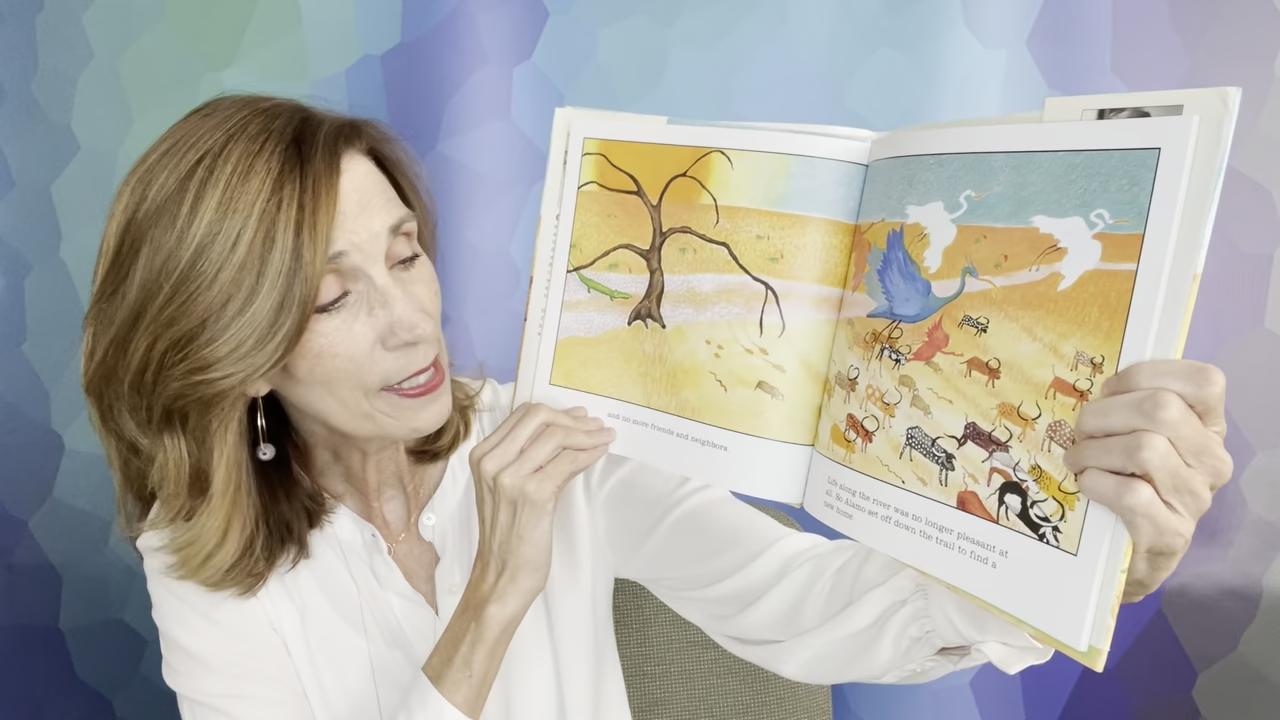 and no more friends and neighbors.
Life along the river was no longer pleasant at
all. So Alamo set off down the trail to find a
new home.